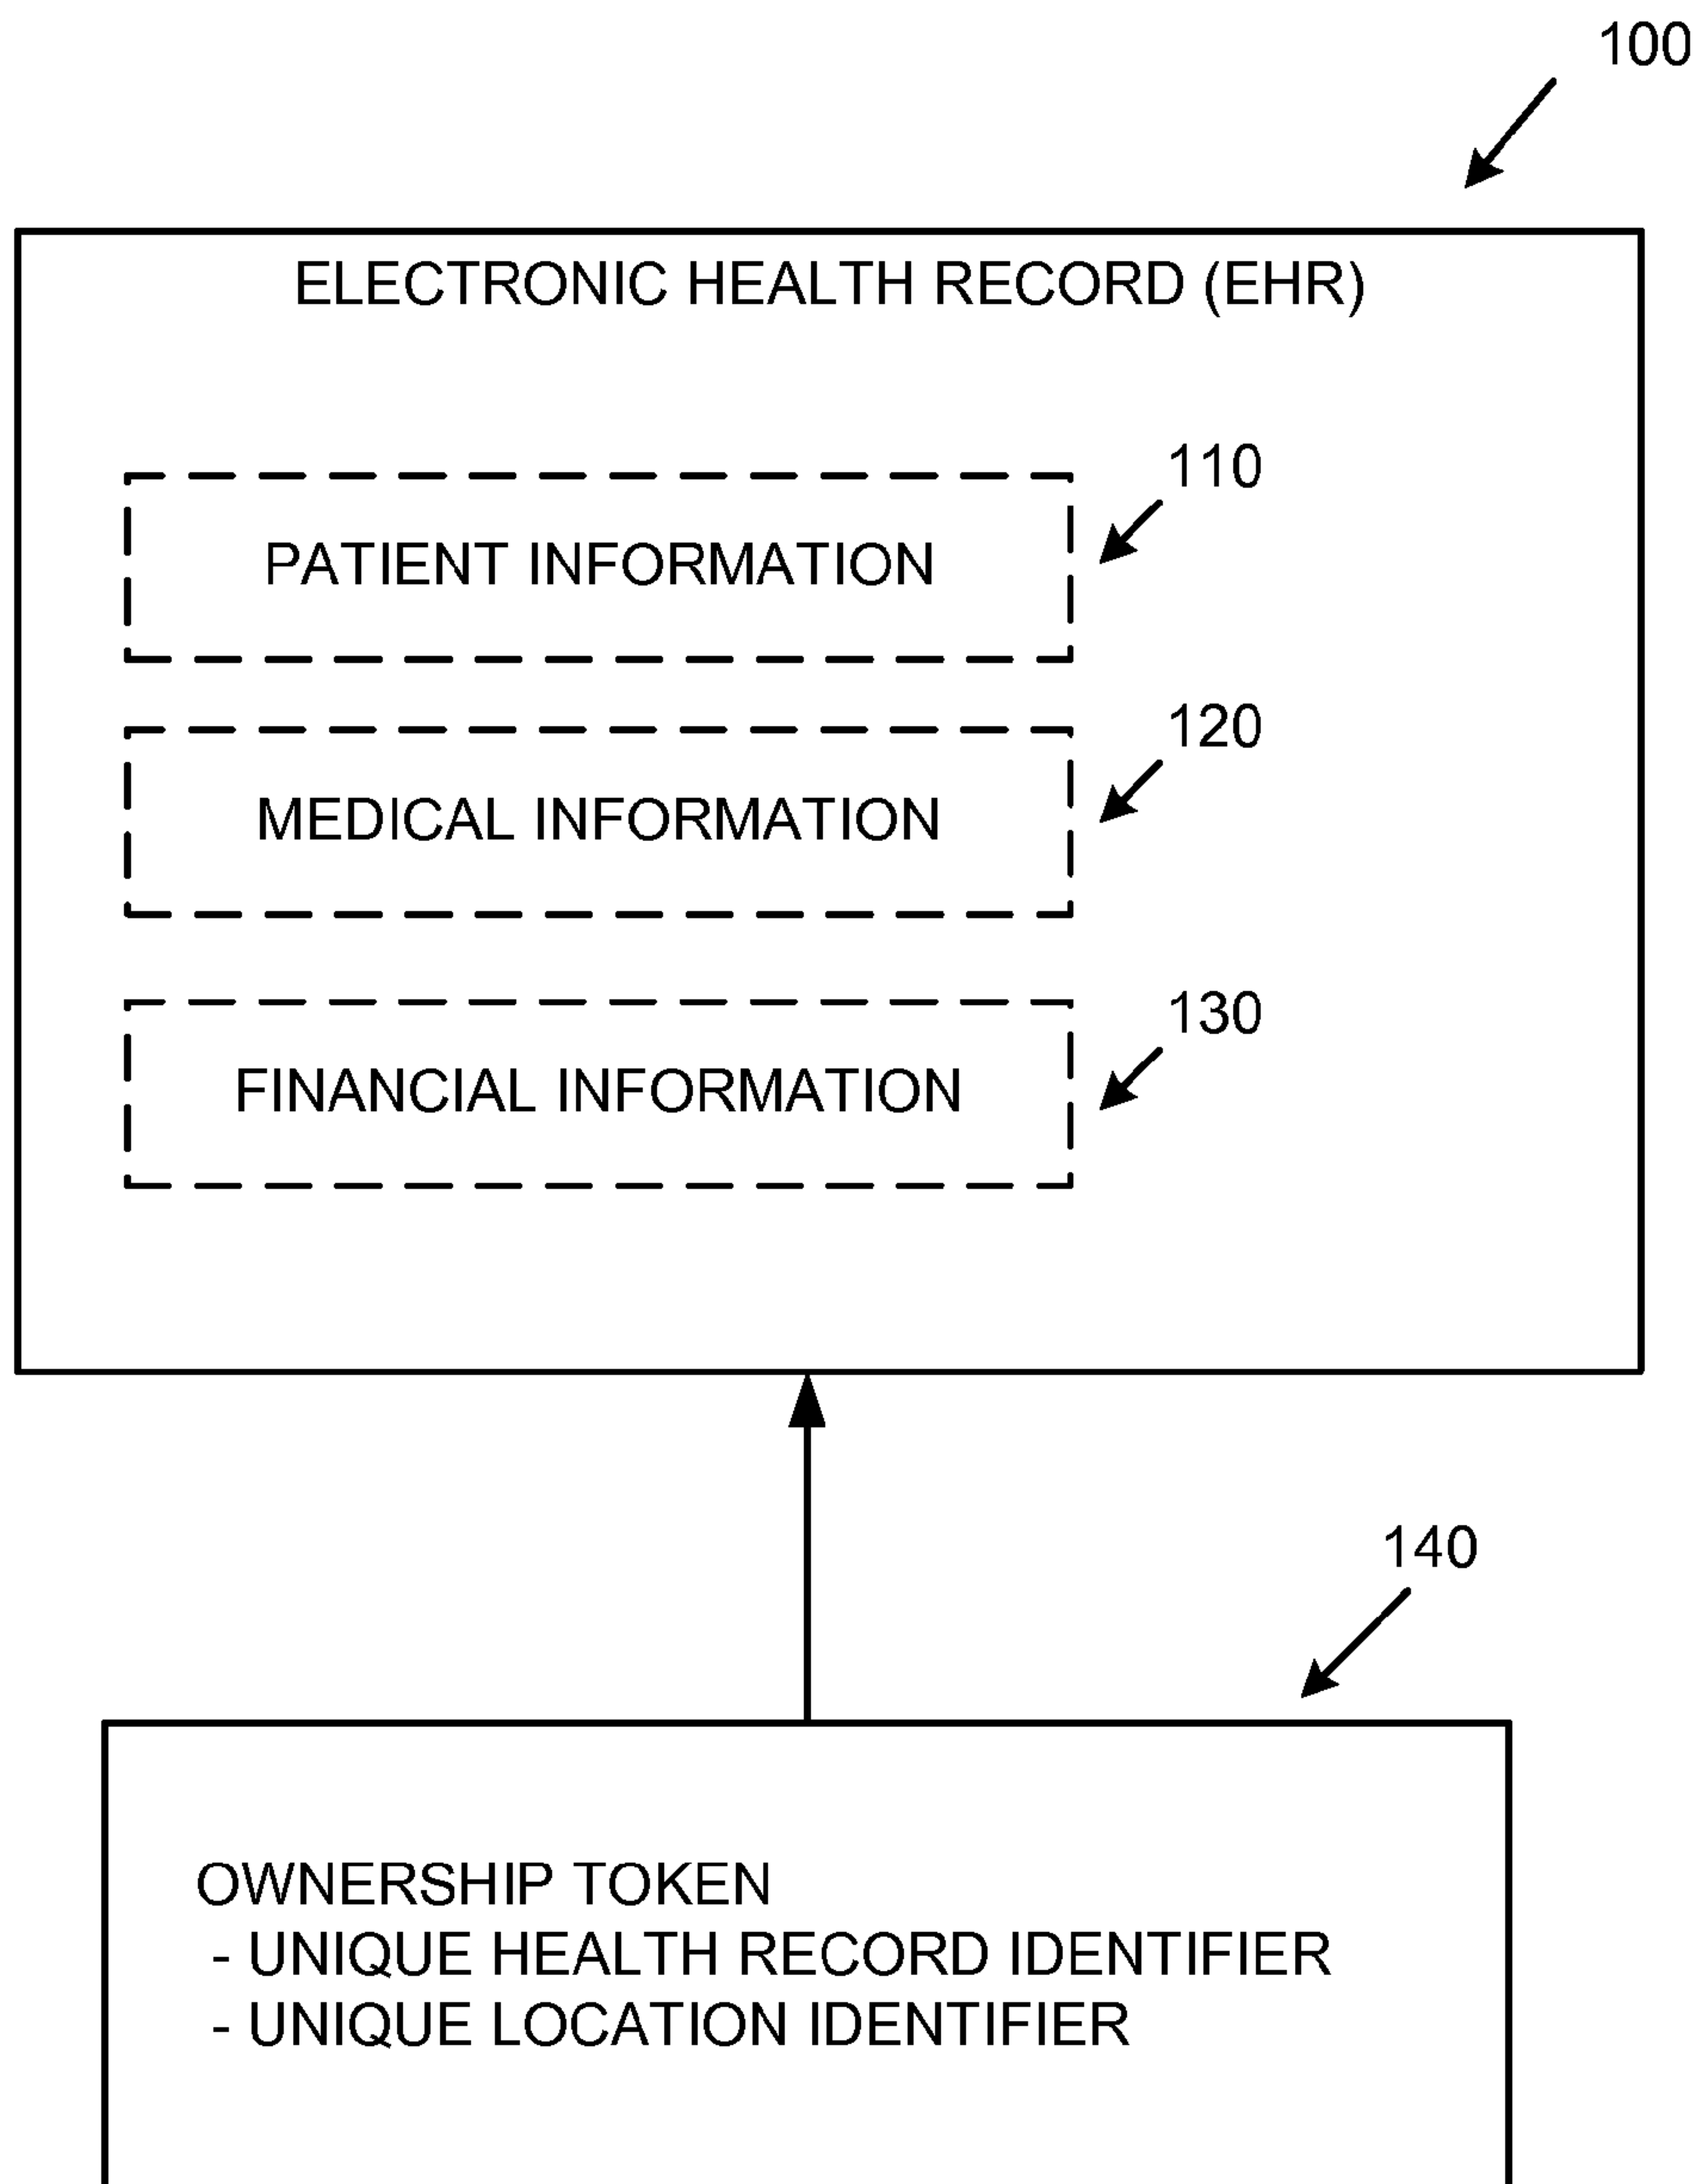 100
ELECTRONIC HEALTH RECORD (EHR)
110
PATIENT INFORMATION
120
MEDICAL INFORMATION
130
FINANCIAL INFORMATION
140
OWNERSHIP TOKEN
- UNIQUE HEALTH RECORD IDENTIFIER
- UNIQUE LOCATION IDENTIFIER